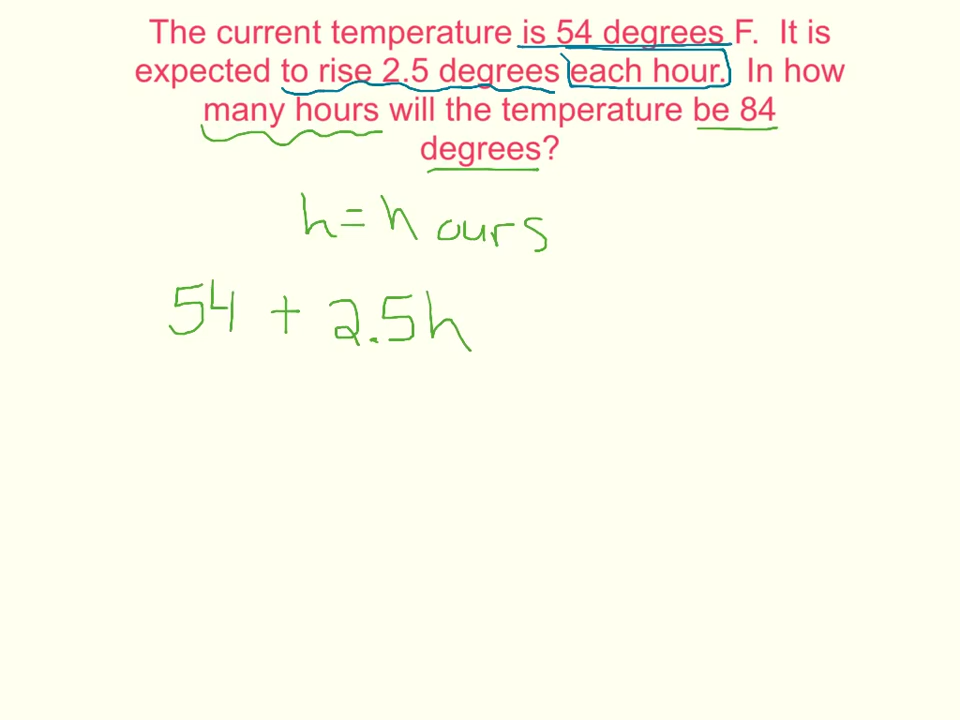 The current temperature is 54 degrees F. It is
expected to rise 2.5 degrees each hour. In how
many hours will the temperature be 84
degrees?
h = hours
54 + 2.5h